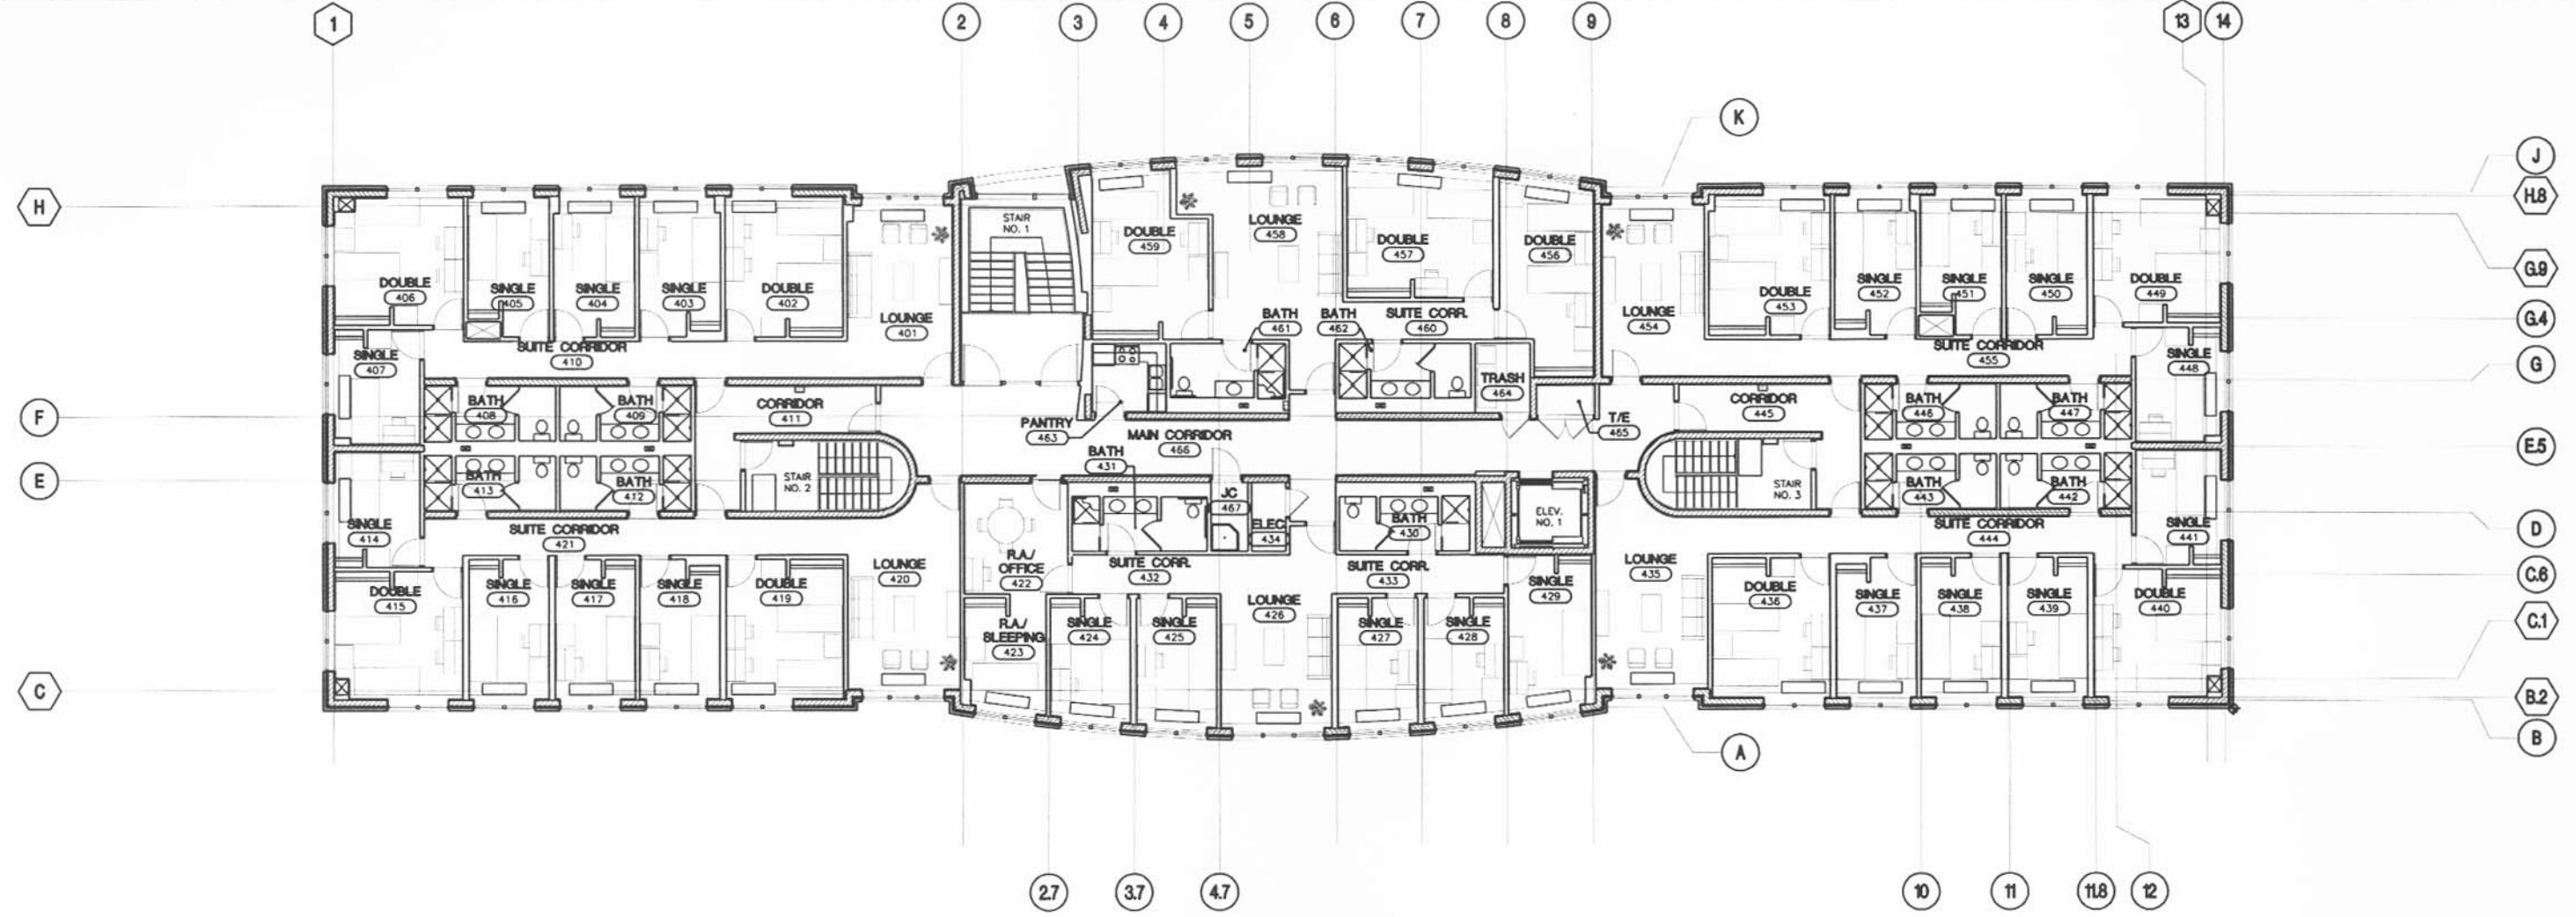 1
2
3
4
5
6
7
8
9
13
14
K
J
H
H.8
STAIR
NO. 1
LOUNGE
458
DOUBLE
459
DOUBLE
457
DOUBLE
456
G.9
DOUBLE
406
SINGLE
405
SINGLE
404
SINGLE
403
DOUBLE
402
LOUNGE
401
BATH
461
BATH
462
SUITE CORR.
460
LOUNGE
454
DOUBLE
453
SINGLE
452
SINGLE
451
SINGLE
450
DOUBLE
449
G.4
SINGLE
407
SUITE CORRIDOR
410
SUITE CORRIDOR
455
SINGLE
448
G
TRASH
464
F
BATH
408
BATH
409
CORRIDOR
411
PANTRY
463
MAIN CORRIDOR
466
T/E
465
CORRIDOR
445
BATH
446
BATH
447
E.5
BATH
431
E
BATH
413
BATH
412
STAIR
NO. 2
JC
467
ELEC
434
BATH
430
ELEV.
NO. 1
STAIR
NO. 3
BATH
443
BATH
442
SINGLE
414
SUITE CORRIDOR
421
SUITE CORRIDOR
444
SINGLE
441
D
LOUNGE
420
R.A./
OFFICE
422
SUITE CORR.
432
SUITE CORR.
433
SINGLE
429
LOUNGE
435
C.6
DOUBLE
415
SINGLE
416
SINGLE
417
SINGLE
418
DOUBLE
419
R.A./
SLEEPING
423
SINGLE
424
SINGLE
425
LOUNGE
426
SINGLE
427
SINGLE
428
DOUBLE
436
SINGLE
437
SINGLE
438
SINGLE
439
DOUBLE
440
C.1
C
B.2
B
A
2.7
3.7
4.7
10
11
11.8
12